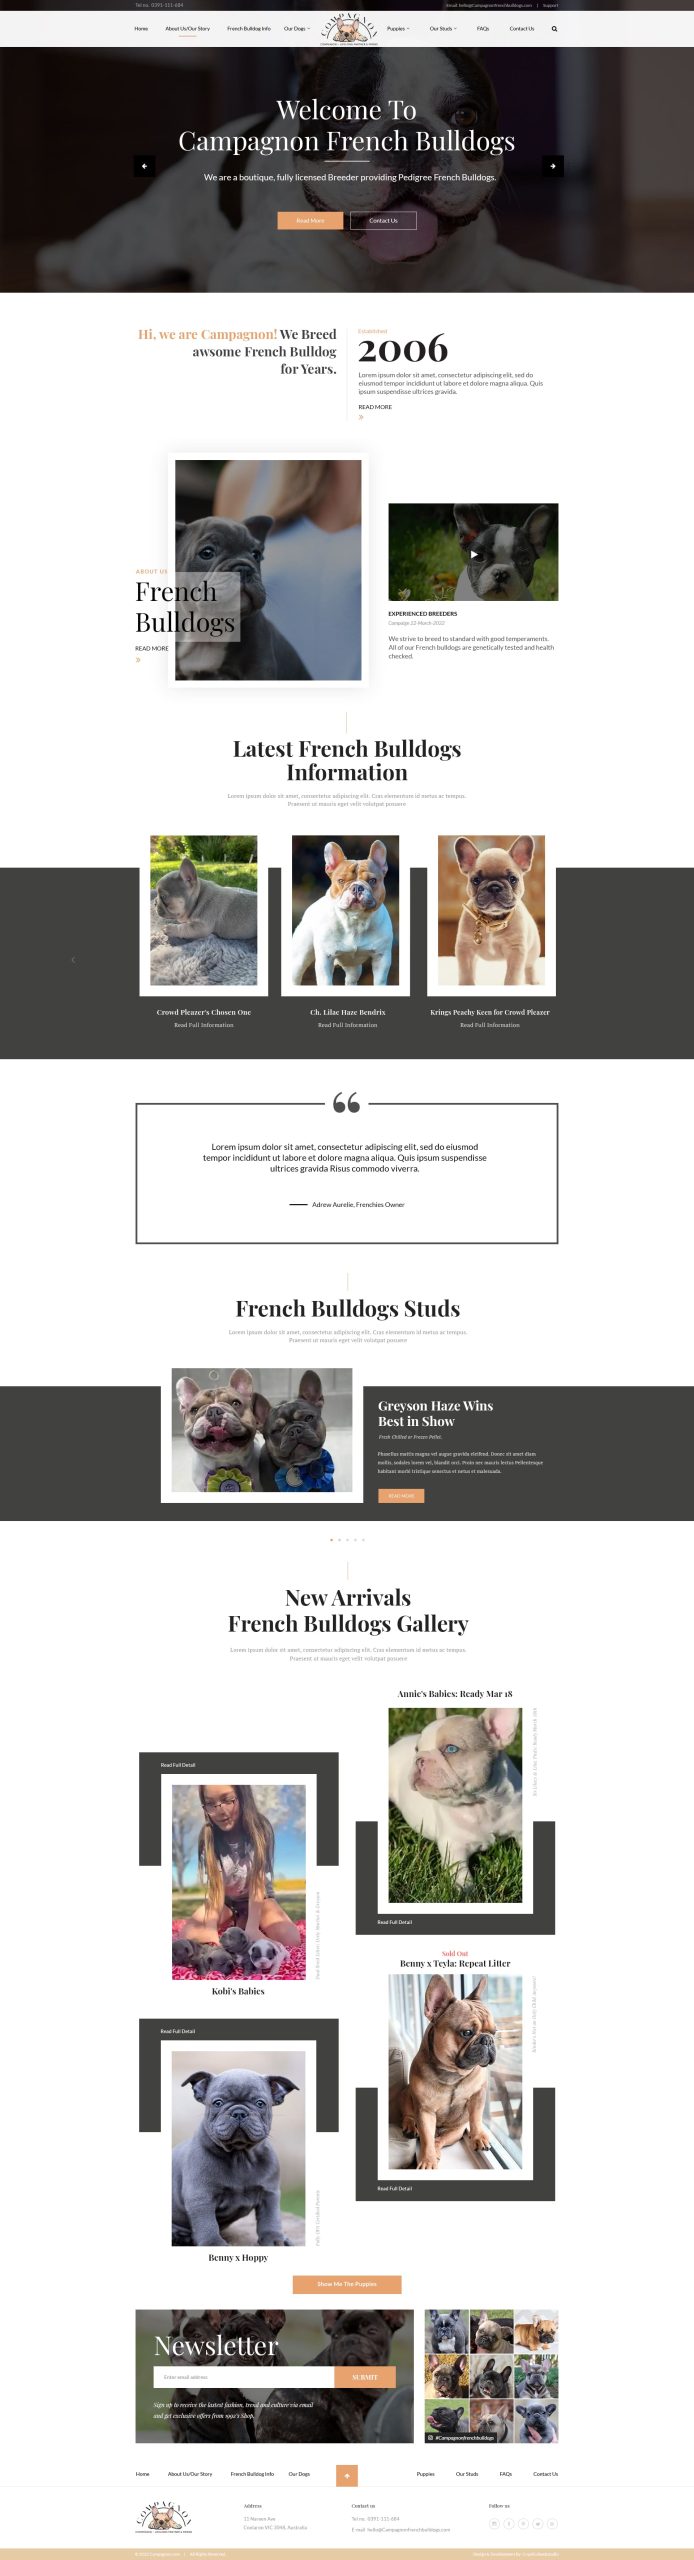 Tel no. 0391-111-684
Email: hello@Campagnonfrenchbulldogs.com | Support
Home
About Us/Our Story
French Bulldog Info
Our Dogs
CAMPAGNON
Puppies
Our Studs
FAQs
Contact Us
Welcome To
Campagnon French Bulldogs
We are a boutique, fully licensed Breeder providing Pedigree French Bulldogs.
Read More
Contact Us
Hi, we are Campagnon! We Breed
awsome French Bulldog
for Years.
Established
2006
Lorem ipsum dolor sit amet, consectetur adipiscing elit, sed do
eiusmod tempor incididunt ut labore et dolore magna aliqua. Quis
ipsum suspendisse ultrices gravida.
READ MORE
ABOUT US
French
Bulldogs
READ MORE
EXPERIENCED BREEDERS
Campage 22-March-2022
We strive to breed to standard with good temperaments.
All of our French bulldogs are genetically tested and health
checked.
Latest French Bulldogs
Information
Lorem ipsum dolor sit amet, consectetur adipiscing elit. Cras elementum id metus ac tempus.
Praesent ut mauris eget velit volutpat posuere
Crowd Pleazer's Chosen One
Read Full Information
Ch. Lilac Haze Bendrix
Read Full Information
Krings Peachy Keen for Crowd Pleazer
Read Full Information
Lorem ipsum dolor sit amet, consectetur adipiscing elit, sed do eiusmod
tempor incididunt ut labore et dolore magna aliqua. Quis ipsum suspendisse
ultrices gravida Risus commodo viverra.
Adrew Aurelie, Frenchies Owner
French Bulldogs Studs
Lorem ipsum dolor sit amet, consectetur adipiscing elit. Cras elementum id metus ac tempus.
Praesent ut mauris eget velit volutpat posuere
Greyson Haze Wins
Best in Show
Fresh Chilled or Frozen Pellet.
Phasellus mattis magna vel augue gravida eleifend. Donec sit amet diam
mollis, sodales lorem vel, blandit orci. Proin nec mauris lectus Pellentesque
habitant morbi tristique senectus et netus et malesuada.
READ MORE
New Arrivals
French Bulldogs Gallery
Lorem ipsum dolor sit amet, consectetur adipiscing elit. Cras elementum id metus ac tempus.
Praesent ut mauris eget velit volutpat posuere
Annie's Babies: Ready Mar 18
Read Full Detail
Read Full Detail
Kobi's Babies
Sold Out
Benny x Teyla: Repeat Litter
Read Full Detail
Read Full Detail
Benny x Hoppy
Show Me The Puppies
Newsletter
Enter email address
SUBMIT
Sign up to receive the lastest fashion, trend and culture via email
and get exclusive offers from 1992's Shop.
#Campagnonfrenchbulldogs
Home
About Us/Our Story
French Bulldog Info
Our Dogs
Puppies
Our Studs
FAQs
Contact Us
CAMPAGNON
Address
Contact us
Tel no. 0391-111-684
E-mail hello@Campagnonfrenchbulldogs.com
Follow us
© 2022 Campagnon.com | All Rights Reserved.